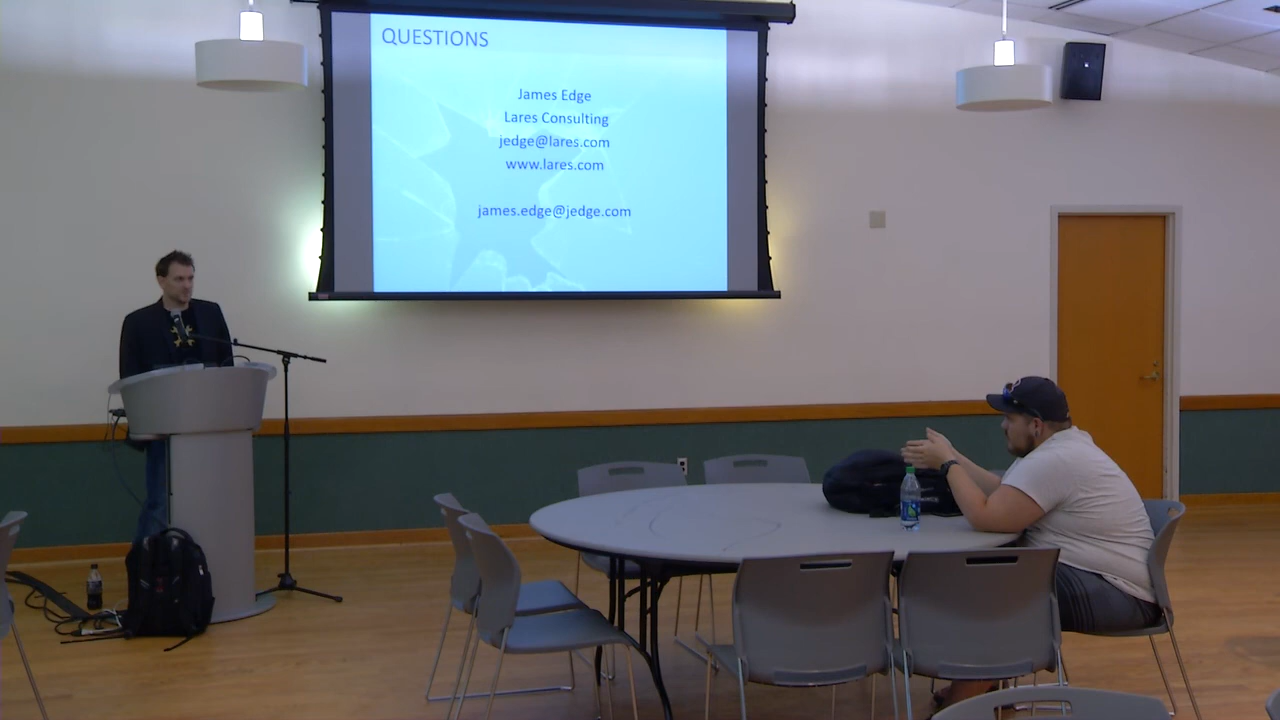 QUESTIONS
James Edge
Lares Consulting
jedge@lares.com
www.lares.com
james.edge@jedge.com